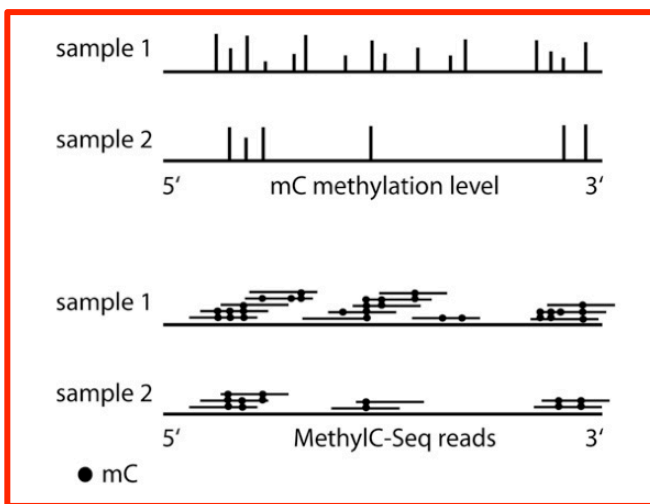 sample 1
sample 2
5‘ mC methylation level 3‘
sample 1
sample 2
5‘ MethylC-Seq reads 3‘
mC